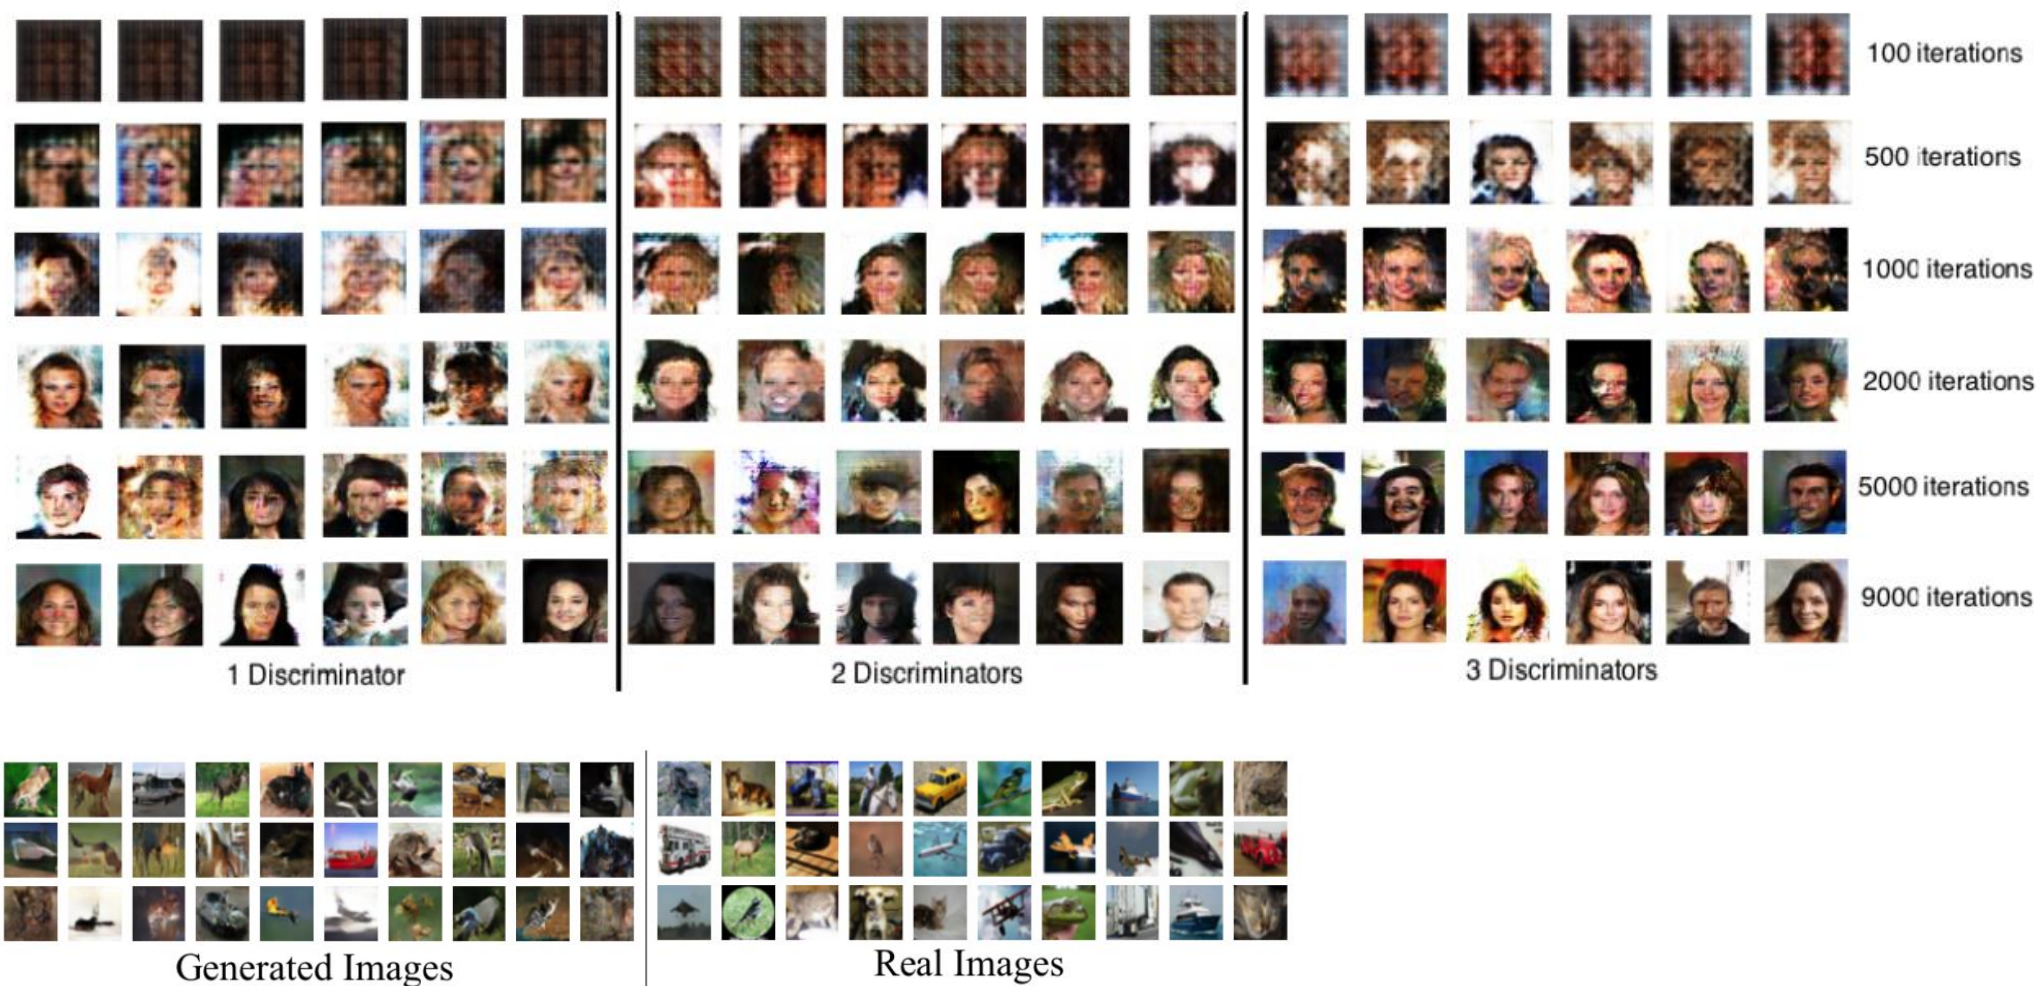 100 iterations
500 iterations
1000 iterations
2000 iterations
5000 iterations
9000 iterations
1 Discriminator
2 Discriminators
3 Discriminators
Generated Images
Real Images